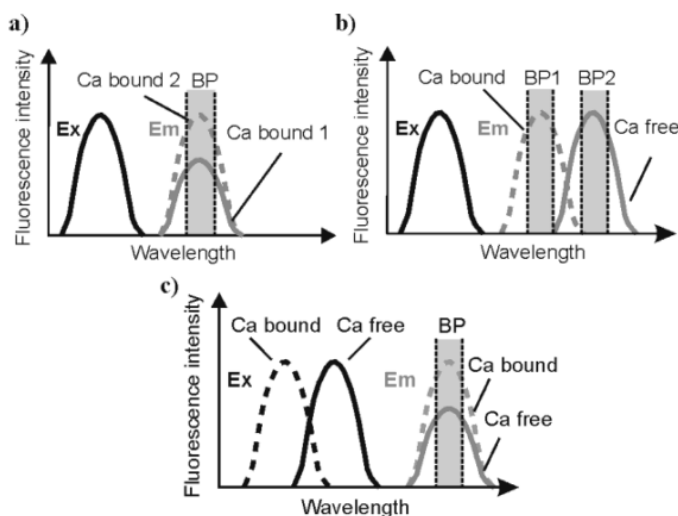 a)
Fluorescence intensity
Ca bound 2
BP
Ex
Em
Ca bound 1
Wavelength
b)
Fluorescence intensity
Ca bound
BP1
BP2
Ex
Em
Ca free
Wavelength
c)
Fluorescence intensity
Ca bound
Ca free
BP
Ex
Em
Ca bound
Ca free
Wavelength